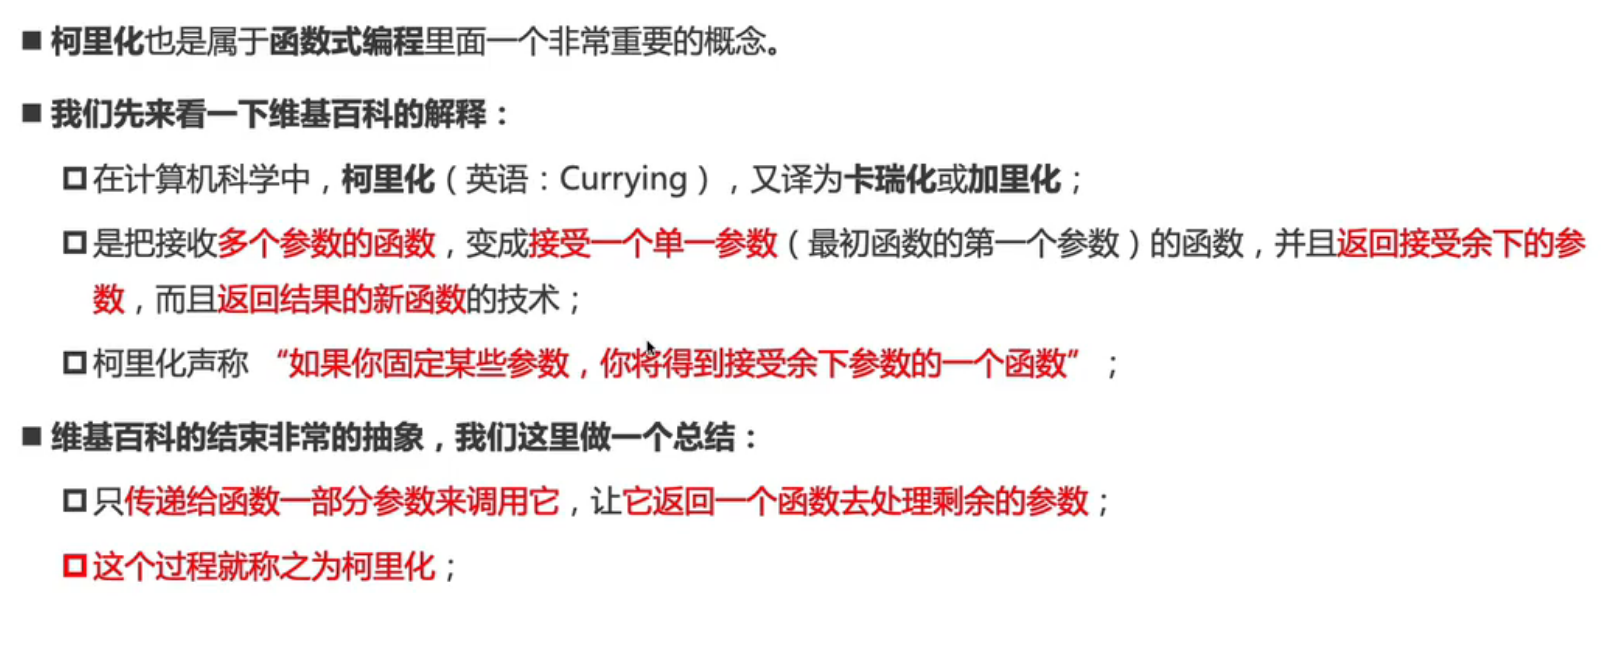 ■ 柯里化也是属于函数式编程里面一个非常重要的概念。
■ 我们先来看一下维基百科的解释：
□ 在计算机科学中，柯里化（英语：Currying），又译为卡瑞化或加里化；
□ 是把接收多个参数的函数，变成接受一个单一参数（最初函数的第一个参数）的函数，并且返回接受余下的参
数，而且返回结果的新函数的技术；
□ 柯里化声称 “如果你固定某些参数，你将得到接受余下参数的一个函数” ；
■ 维基百科的结束非常的抽象，我们这里做一个总结：
□ 只传递给函数一部分参数来调用它，让它返回一个函数去处理剩余的参数；
□ 这个过程就称之为柯里化；